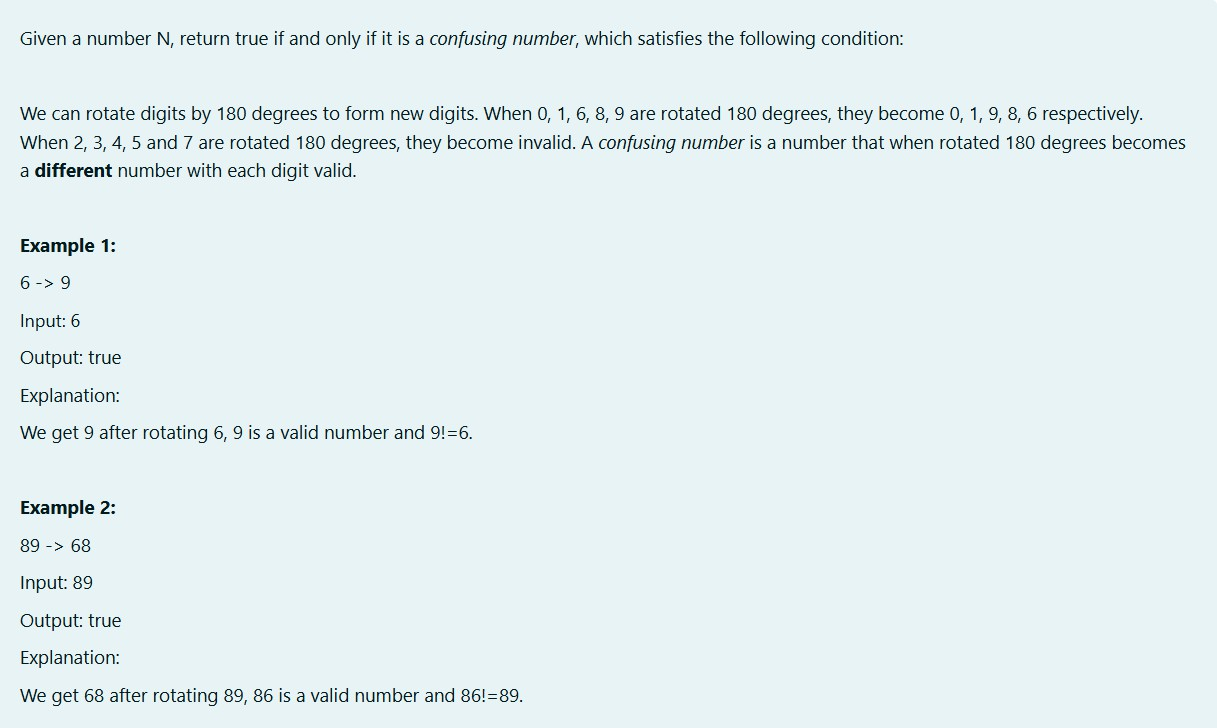 Given a number N, return true if and only if it is a confusing number, which satisfies the following condition:
We can rotate digits by 180 degrees to form new digits. When 0, 1, 6, 8, 9 are rotated 180 degrees, they become 0, 1, 9, 8, 6 respectively.
When 2, 3, 4, 5 and 7 are rotated 180 degrees, they become invalid. A confusing number is a number that when rotated 180 degrees becomes
a different number with each digit valid.
Example 1:
6 -> 9
Input: 6
Output: true
Explanation:
We get 9 after rotating 6, 9 is a valid number and 9!=6.
Example 2:
89 -> 68
Input: 89
Output: true
Explanation:
We get 68 after rotating 89, 86 is a valid number and 86!=89.